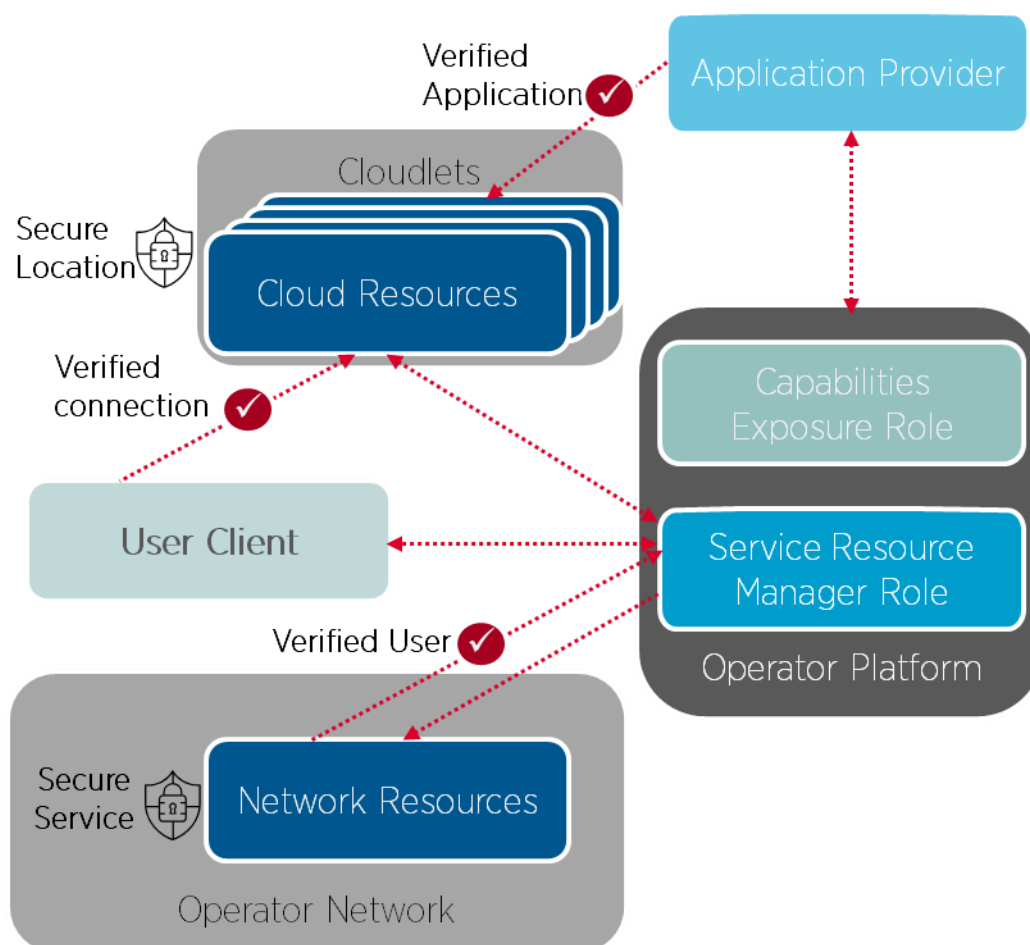 Verified
Application
Application Provider
Cloudlets
Secure
Location
Cloud Resources
Verified
connection
Capabilities
Exposure Role
User Client
Service Resource
Manager Role
Verified User
Operator Platform
Secure
Service
Network Resources
Operator Network